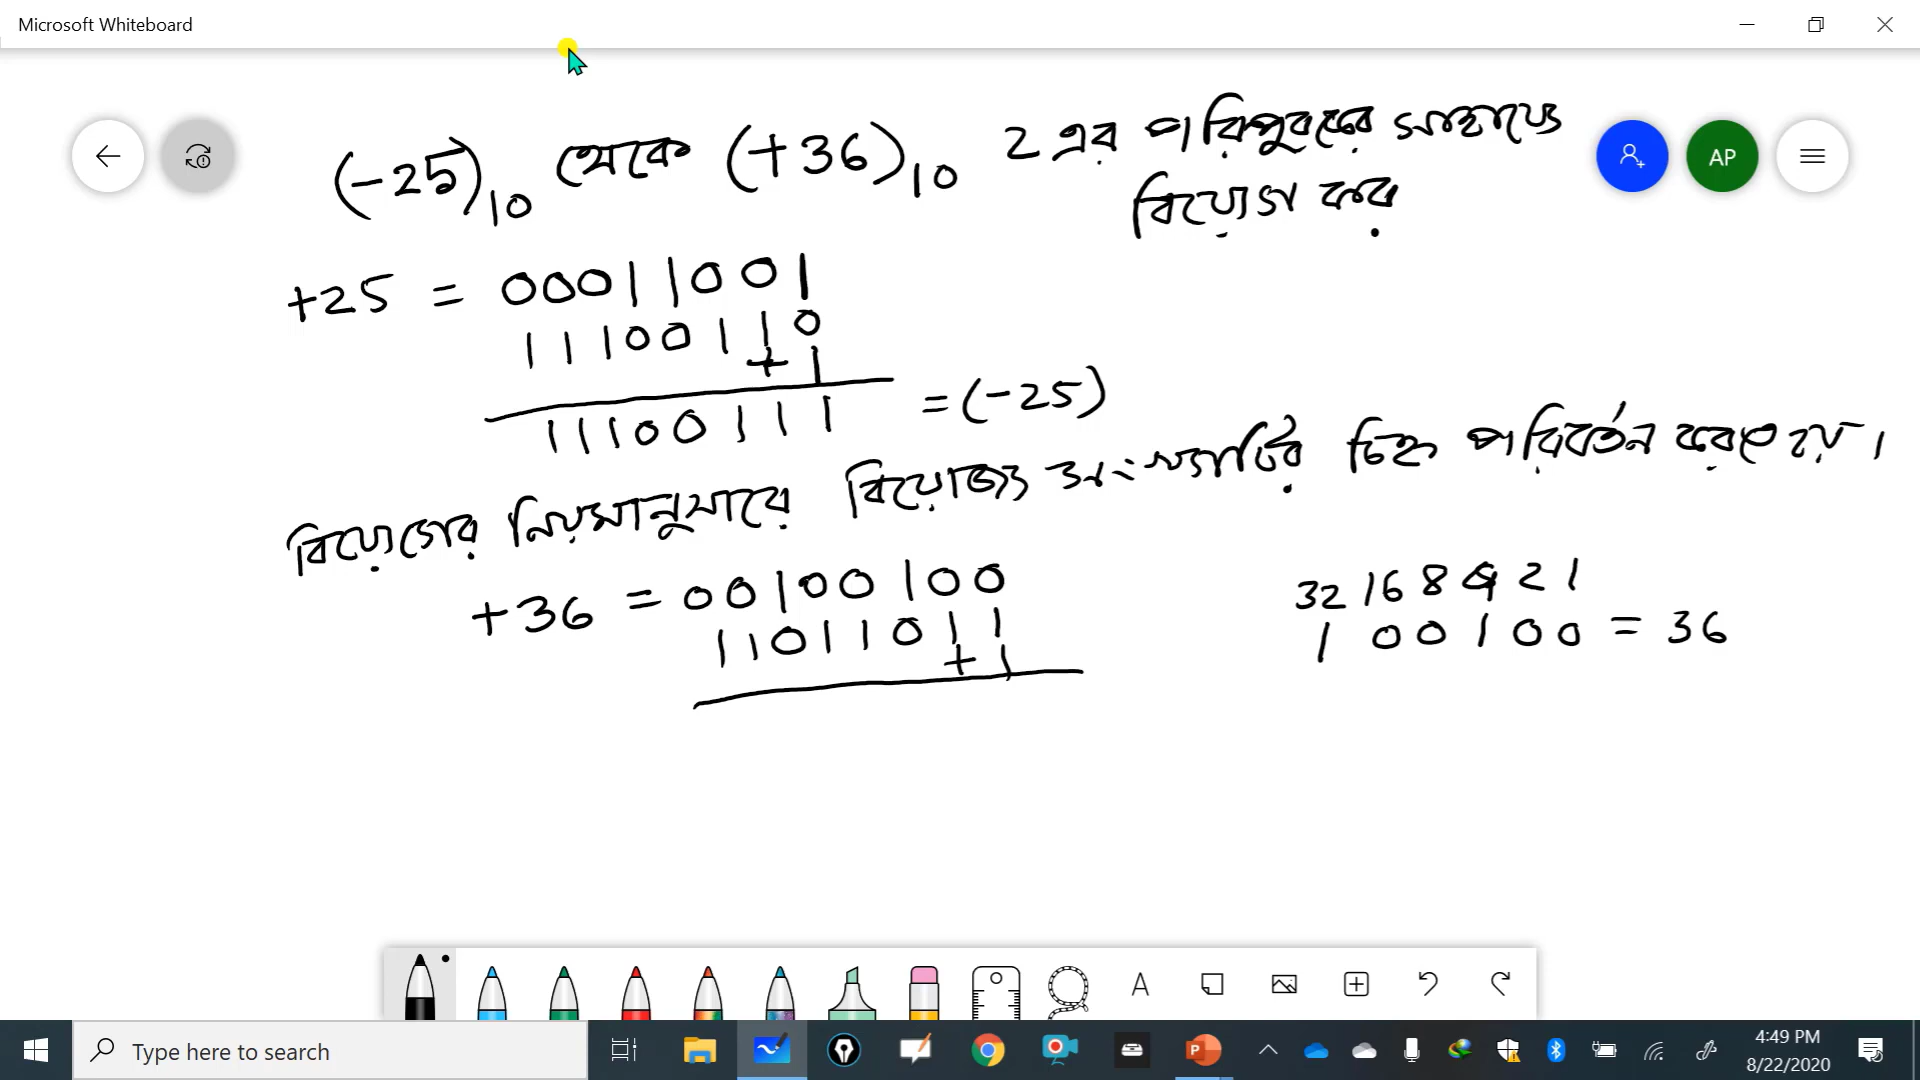 Microsoft Whiteboard
(-25)10 থেকে (+36)10 2 এর পরিপূরকের সাহায্যে
বিয়োগ কর
AP
+25 = 00011001
11100110
+1
11100111 = (-25)
বিয়োগের নিয়মানুসারে বিয়োজ্য অংশটির চিহ্ন পরিবর্তন করতে হয়।
+36 = 00100100
11011011
+1
32 16 8 4 2 1
1 0 0 1 0 0 = 36
A
Type here to search
4:49 PM
8/22/2020